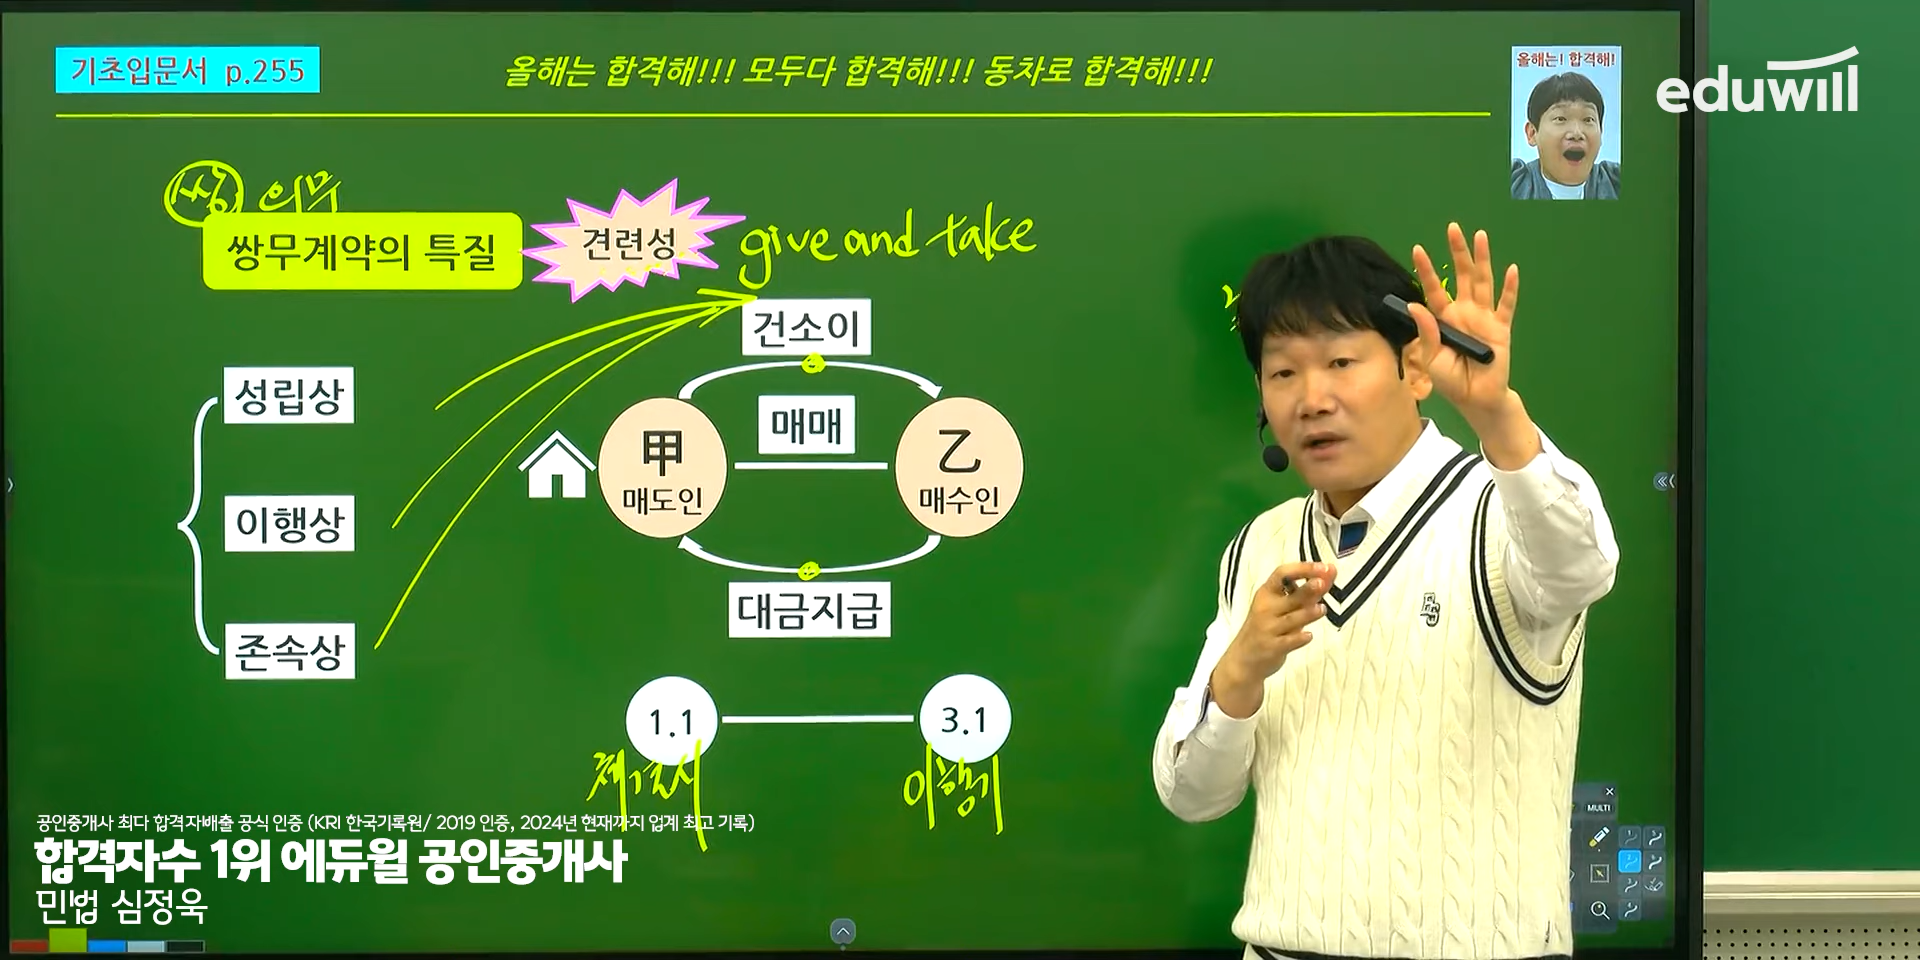 기초입문서 p.255
올해는 합격해!!! 모두다 합격해!!! 동차로 합격해!!!
올해는! 합격해!
eduwill
쌍 의무
쌍무계약의 특질
견련성
give and take
건소이
성립상
매매
甲
매도인
乙
매수인
이행상
대금지급
존속상
1.1
3.1
이행기
공인중개사 최다 합격자배출 공식 인증 (KRI 한국기록원/ 2019 인증, 2024년 현재까지 업계 최고 기록)
합격자수 1위 에듀윌 공인중개사
민법 심정욱
MULTI